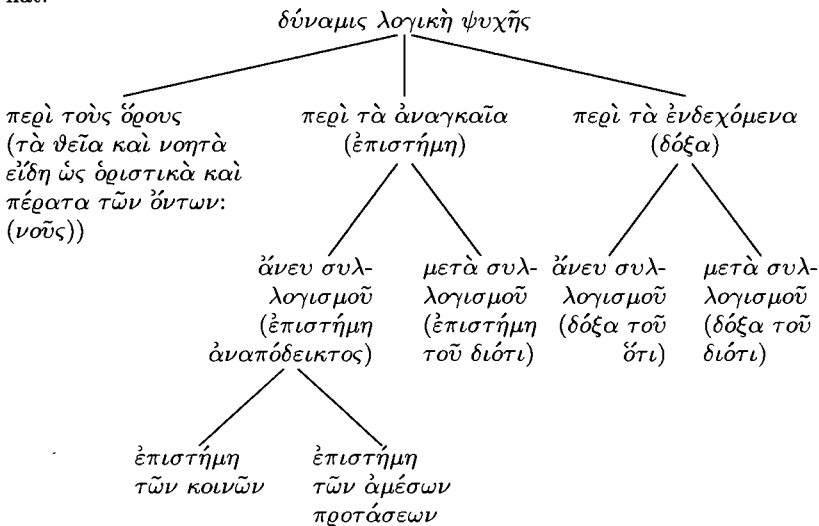 δύναμις λογικὴ ψυχῆς
περὶ τοὺς ὅρους
(τὰ θεῖα καὶ νοητὰ
εἴδη ὡς ὁριστικὰ καὶ
πέρατα τῶν ὄντων:
(νοῦς))
περὶ τὰ ἀναγκαῖα
(ἐπιστήμη)
περὶ τὰ ἐνδεχόμενα
(δόξα)
ἄνευ συλ-
λογισμοῦ
(ἐπιστήμη
ἀναπόδεικτος)
μετὰ συλ-
λογισμοῦ
(ἐπιστήμη
τοῦ διότι)
ἄνευ συλ-
λογισμοῦ
(δόξα τοῦ
ὅτι)
μετὰ συλ-
λογισμοῦ
(δόξα τοῦ
διότι)
ἐπιστήμη
τῶν κοινῶν
ἐπιστήμη
τῶν ἀμέσων
προτάσεων